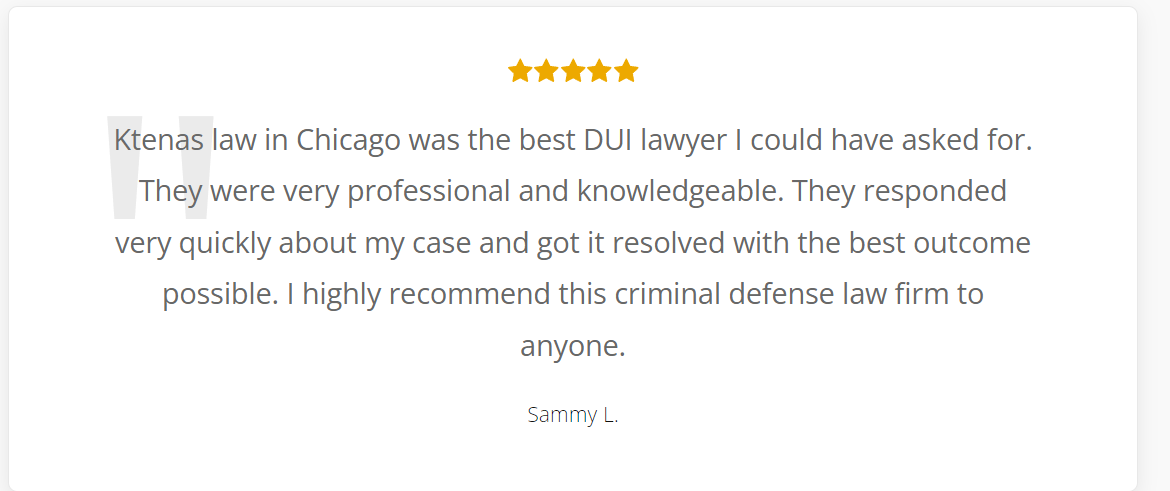 Ktenas law in Chicago was the best DUI lawyer I could have asked for.
They were very professional and knowledgeable. They responded
very quickly about my case and got it resolved with the best outcome
possible. I highly recommend this criminal defense law firm to
anyone.
Sammy L.